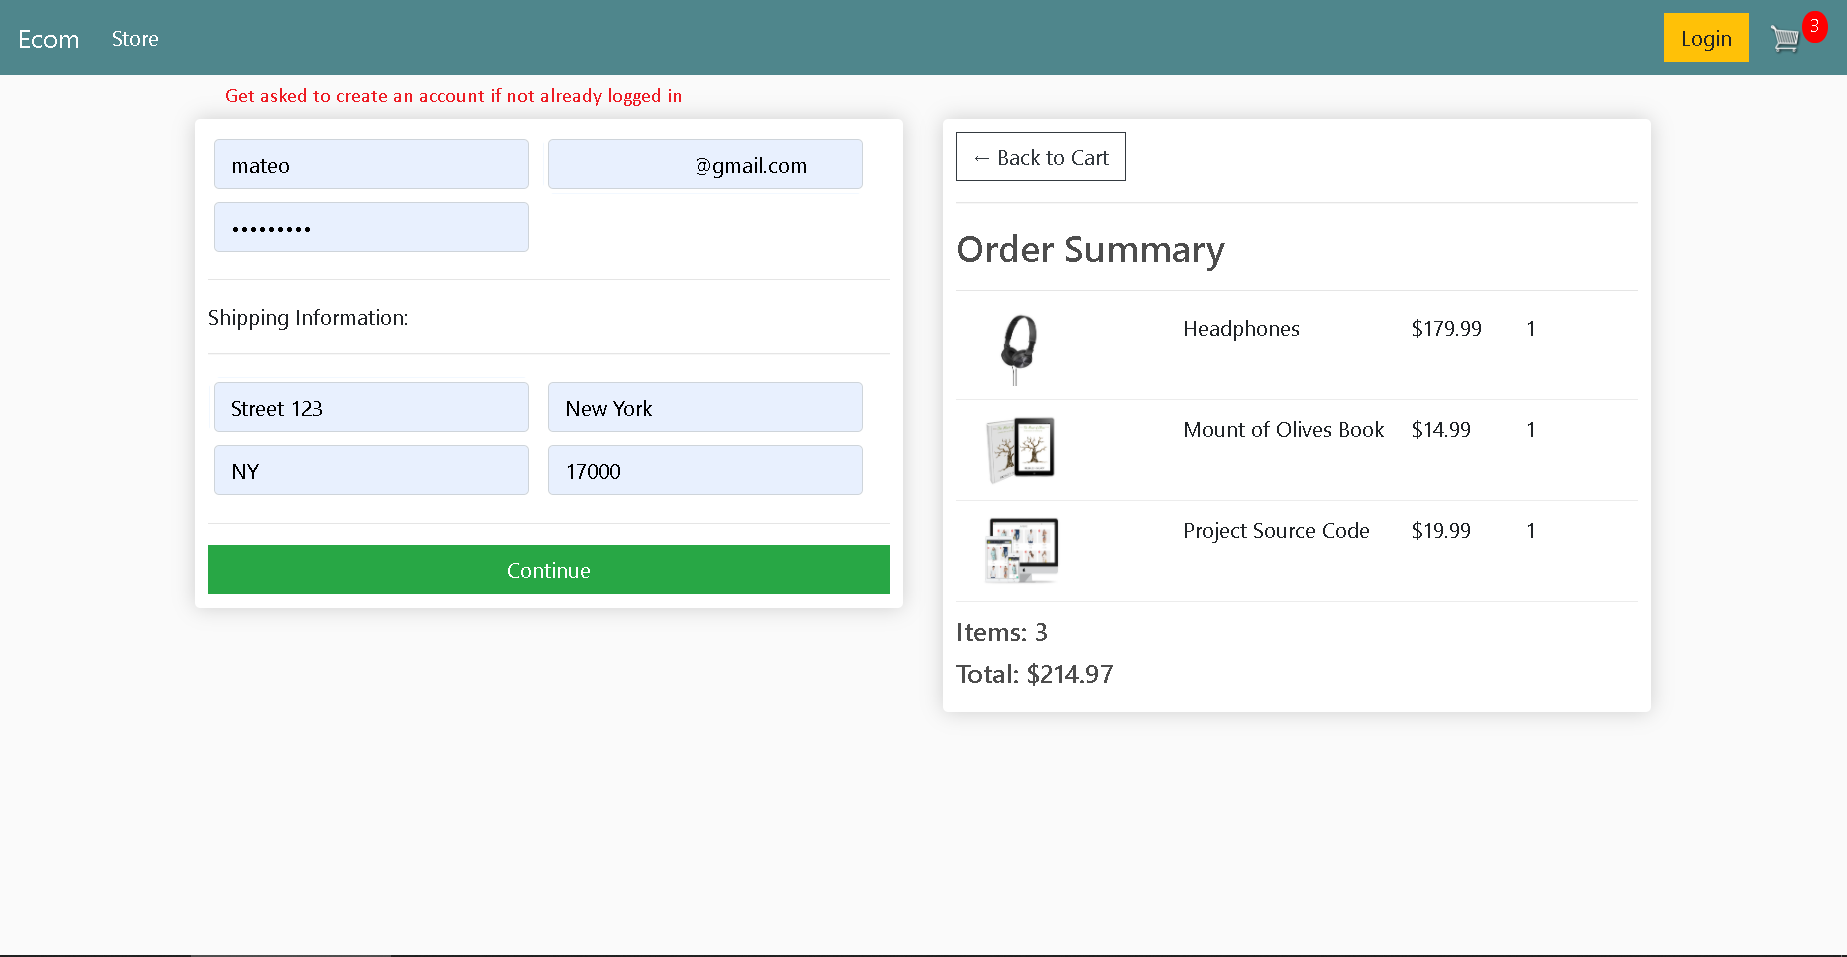 Ecom Store Login 3
Get asked to create an account if not already logged in
mateo @gmail.com
•••••••••
Shipping Information:
Street 123 New York
NY 17000
Continue
← Back to Cart
Order Summary
Headphones $179.99 1
Mount of Olives Book $14.99 1
Project Source Code $19.99 1
Items: 3
Total: $214.97